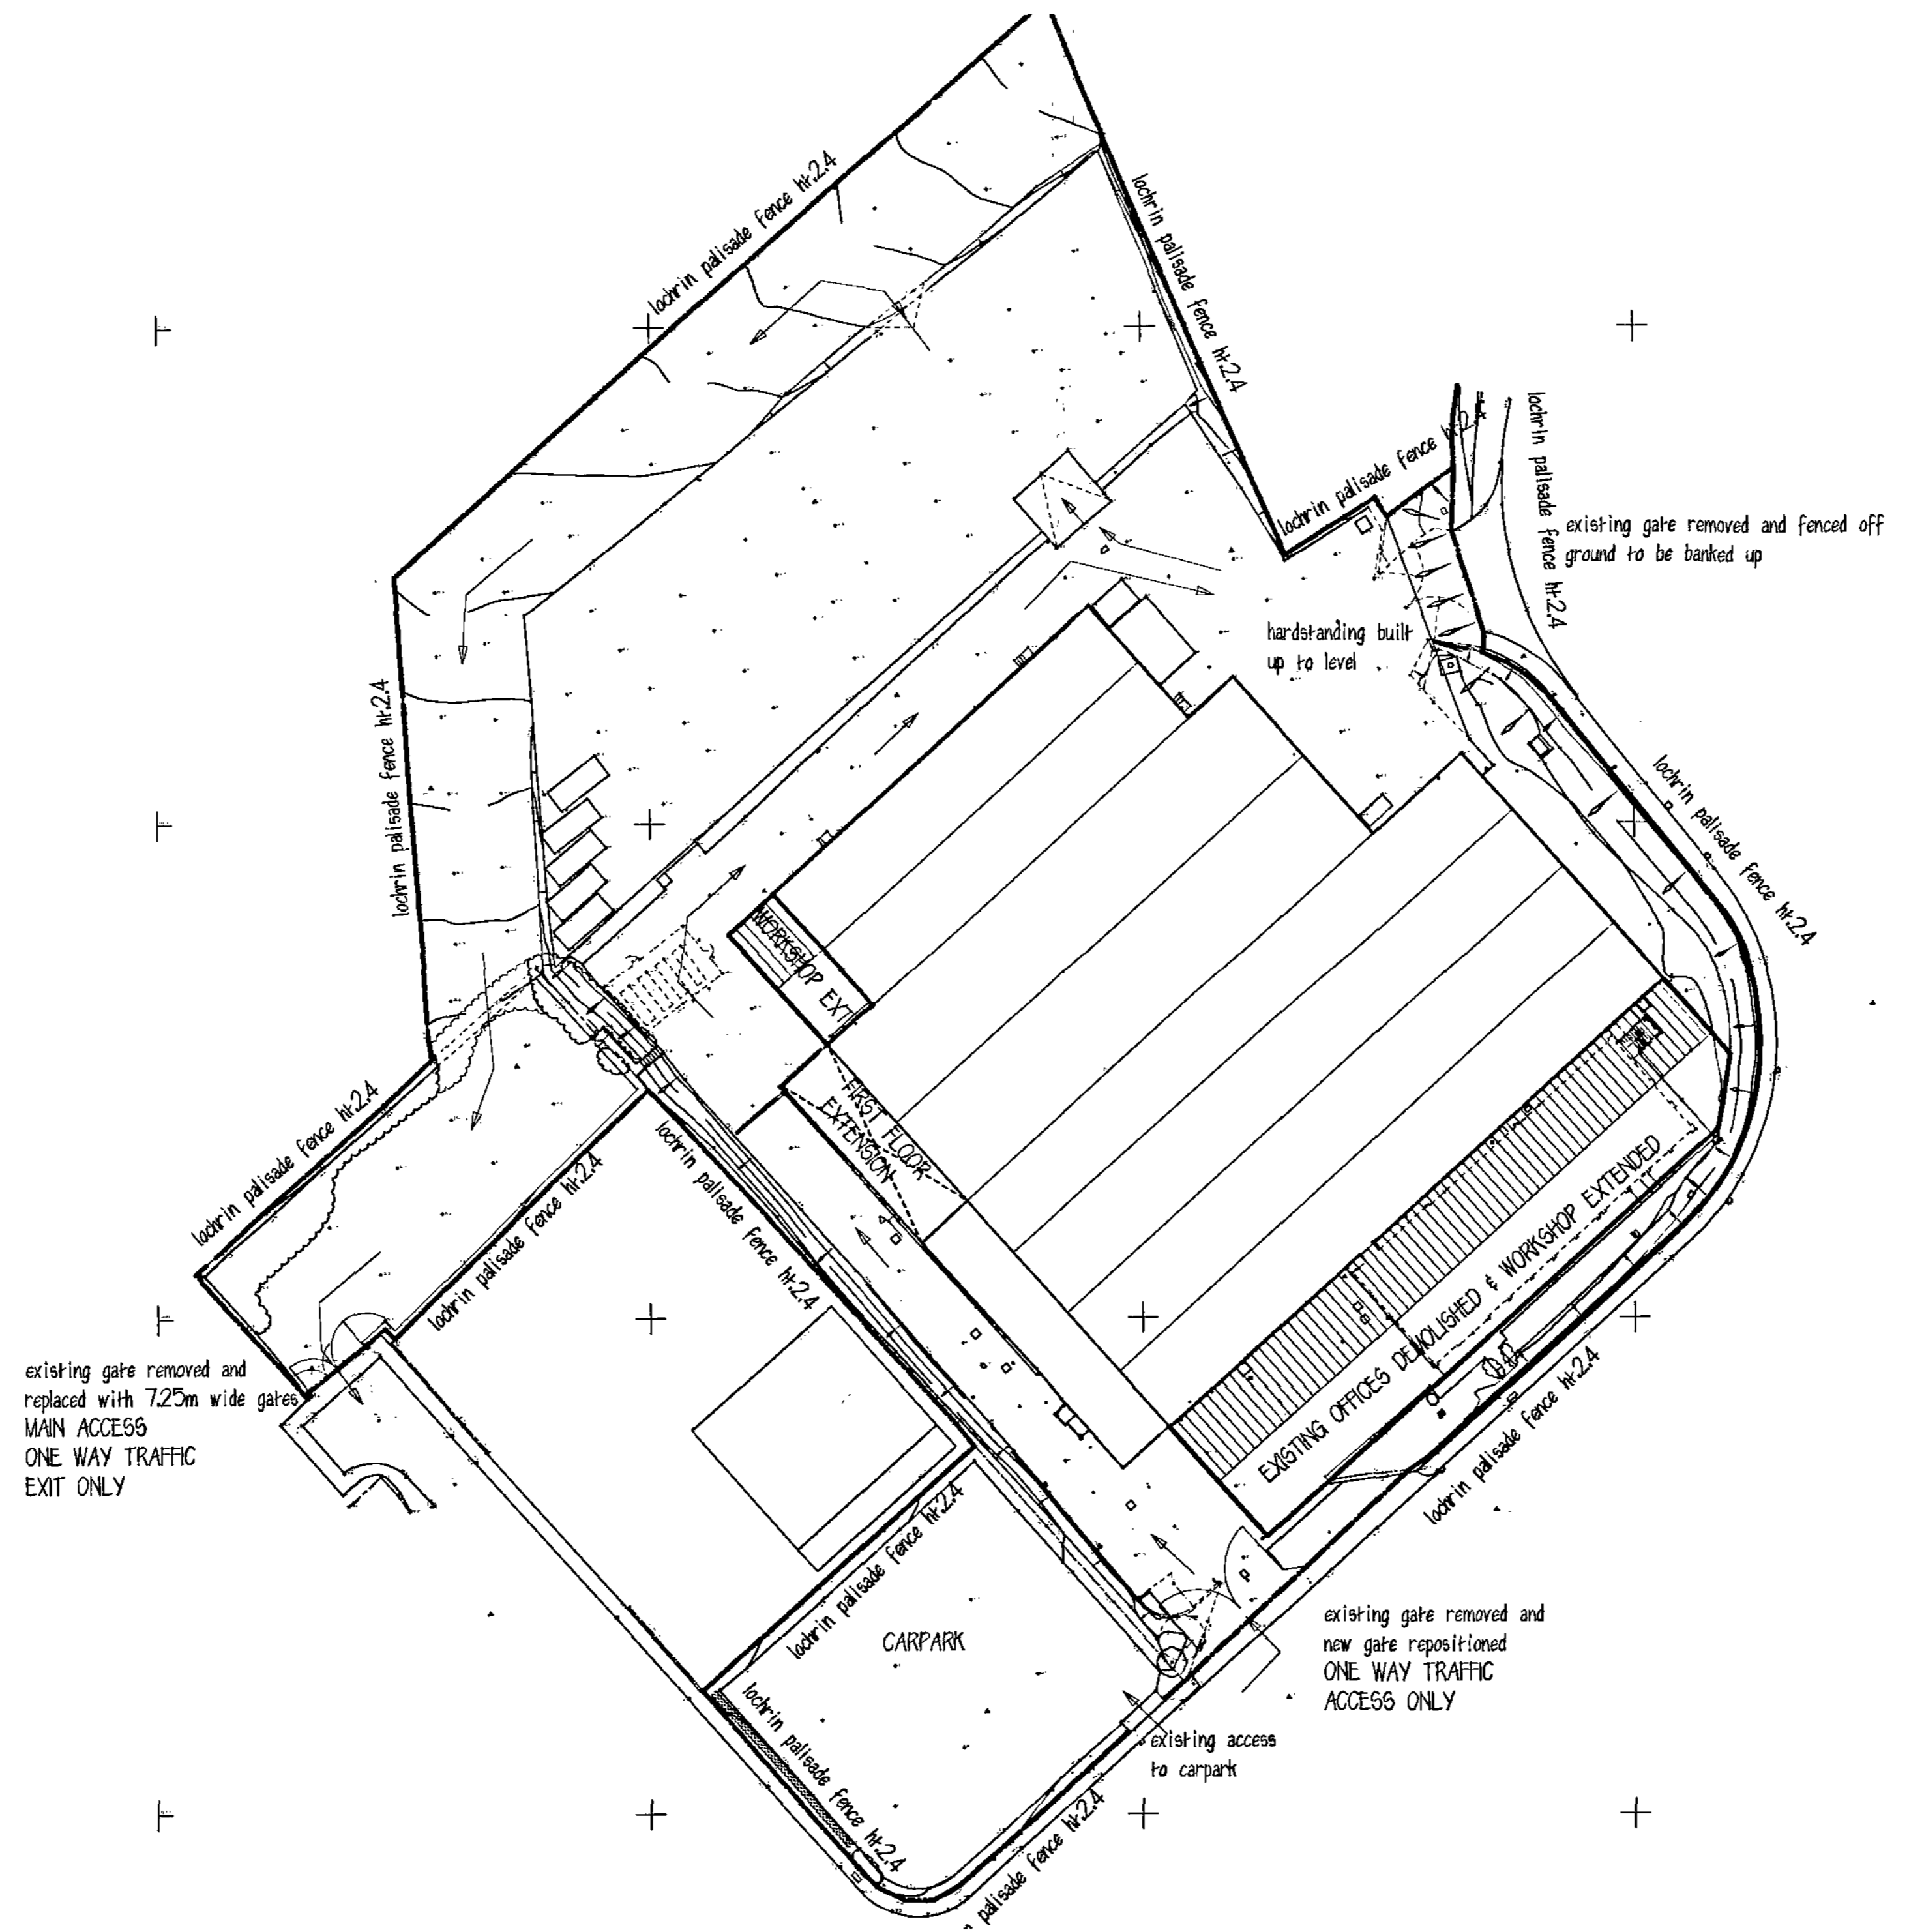 lochrin palisade fence ht.2.4
lochrin palisade fence ht.2.4
lochrin palisade fence
lochrin palisade fence ht.2.4
existing gate removed and fenced off
ground to be banked up
hardstanding built
up to level
lochrin palisade fence ht.2.4
lochrin palisade fence ht.2.4
WORKSHOP EXT
FIRST FLOOR
EXTENSION
lochrin palisade fence ht.2.4
lochrin palisade fence ht.2.4
lochrin palisade fence ht.2.4
EXISTING OFFICES DEMOLISHED & WORKSHOP EXTENDED
existing gate removed and
replaced with 7.25m wide gates
MAIN ACCESS
ONE WAY TRAFFIC
EXIT ONLY
lochrin palisade fence ht.2.4
lochrin palisade fence ht.2.4
CARPARK
existing gate removed and
new gate repositioned
ONE WAY TRAFFIC
ACCESS ONLY
lochrin palisade fence ht.2.4
existing access
to carpark
palisade fence ht.2.4